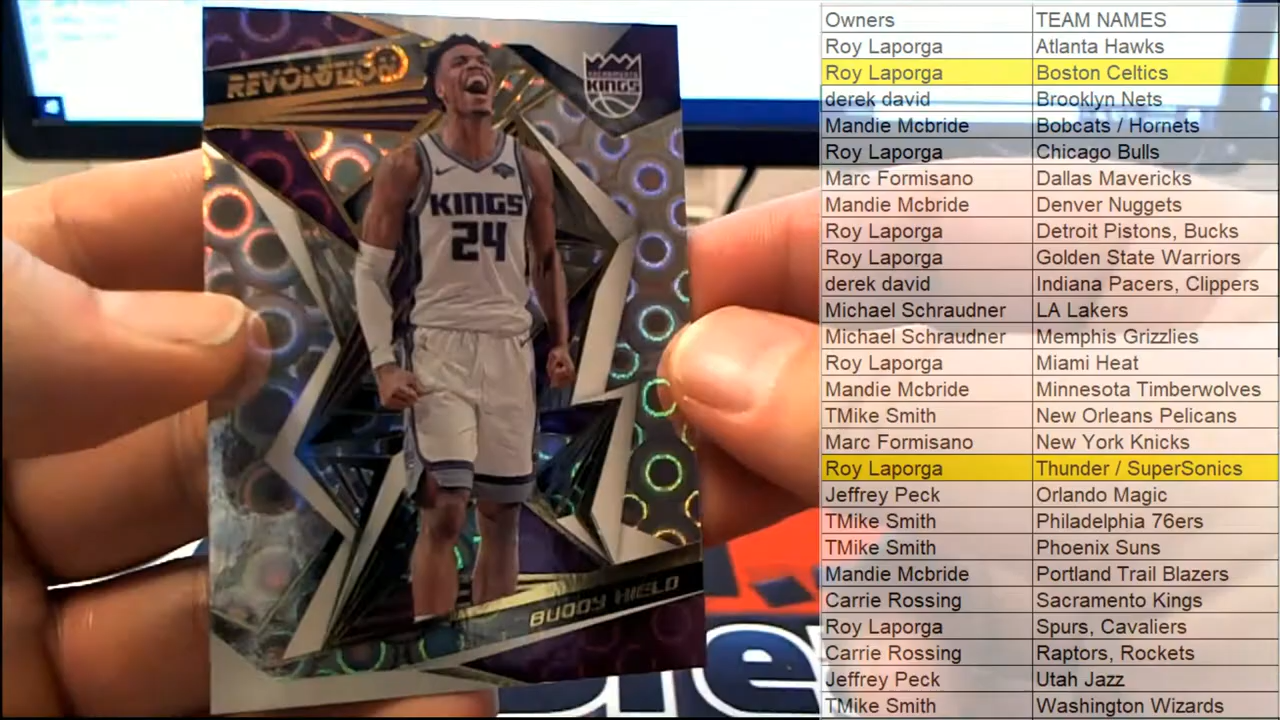 REVOLUTION
SACRAMENTO
KINGS
KINGS
24
BUDDY HIELD
Owners TEAM NAMES
Roy Laporga Atlanta Hawks
Roy Laporga Boston Celtics
derek david Brooklyn Nets
Mandie Mcbride Bobcats / Hornets
Roy Laporga Chicago Bulls
Marc Formisano Dallas Mavericks
Mandie Mcbride Denver Nuggets
Roy Laporga Detroit Pistons, Bucks
Roy Laporga Golden State Warriors
derek david Indiana Pacers, Clippers
Michael Schraudner LA Lakers
Michael Schraudner Memphis Grizzlies
Roy Laporga Miami Heat
Mandie Mcbride Minnesota Timberwolves
TMike Smith New Orleans Pelicans
Marc Formisano New York Knicks
Roy Laporga Thunder / SuperSonics
Jeffrey Peck Orlando Magic
TMike Smith Philadelphia 76ers
TMike Smith Phoenix Suns
Mandie Mcbride Portland Trail Blazers
Carrie Rossing Sacramento Kings
Roy Laporga Spurs, Cavaliers
Carrie Rossing Raptors, Rockets
Jeffrey Peck Utah Jazz
TMike Smith Washington Wizards